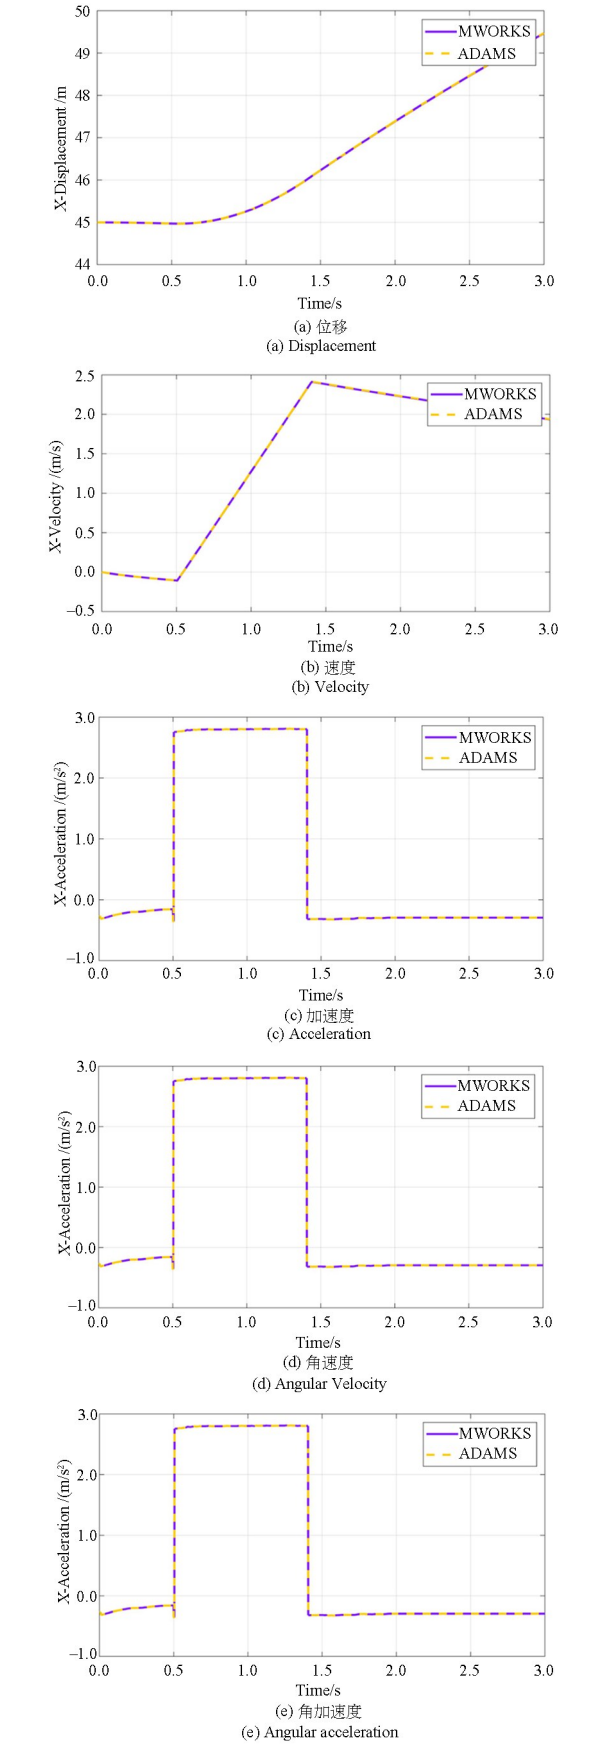 50
49
48
47
46
45
44
X-Displacement /m
MWORKS
ADAMS
0.0 0.5 1.0 1.5 2.0 2.5 3.0
Time/s
(a) 位移
(a) Displacement
2.5
2.0
1.5
1.0
0.5
0.0
–0.5
X-Velocity /(m/s)
MWORKS
ADAMS
0.0 0.5 1.0 1.5 2.0 2.5 3.0
Time/s
(b) 速度
(b) Velocity
3.0
2.0
1.0
0.0
–1.0
X-Acceleration /(m/s²)
MWORKS
ADAMS
0.0 0.5 1.0 1.5 2.0 2.5 3.0
Time/s
(c) 加速度
(c) Acceleration
3.0
2.0
1.0
0.0
–1.0
X-Acceleration /(m/s²)
MWORKS
ADAMS
0.0 0.5 1.0 1.5 2.0 2.5 3.0
Time/s
(d) 角速度
(d) Angular Velocity
3.0
2.0
1.0
0.0
–1.0
X-Acceleration /(m/s²)
MWORKS
ADAMS
0.0 0.5 1.0 1.5 2.0 2.5 3.0
Time/s
(e) 角加速度
(e) Angular acceleration